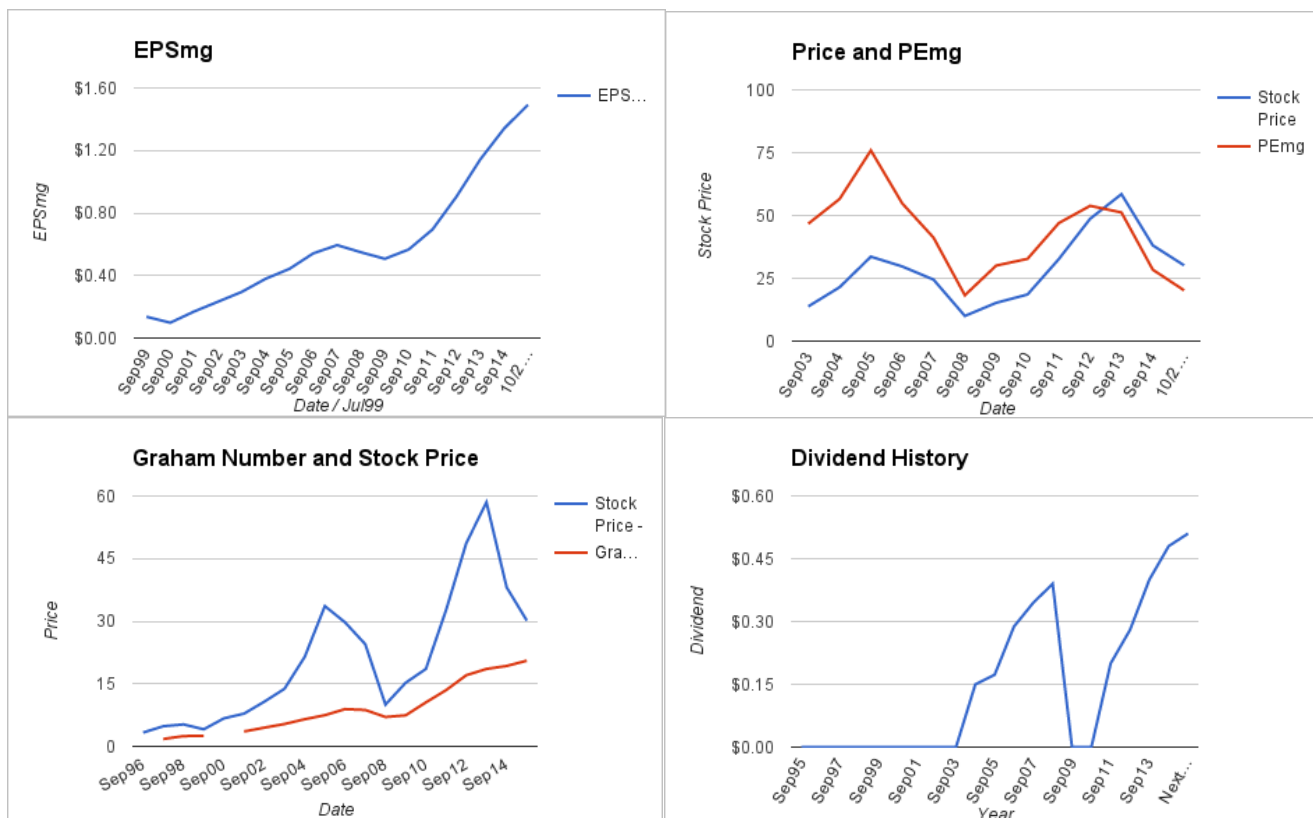 EPSmg
$1.60
$1.20
$0.80
$0.40
$0.00
EPSmg
Sep99
Sep00
Sep01
Sep02
Sep03
Sep04
Sep05
Sep06
Sep07
Sep08
Sep09
Sep10
Sep11
Sep12
Sep13
Sep14
10/2...
Date / Jul99
EPS...
Price and PEmg
100
75
50
25
0
Stock Price
Sep03
Sep04
Sep05
Sep06
Sep07
Sep08
Sep09
Sep10
Sep11
Sep12
Sep13
Sep14
10/2...
Date
Stock
Price
PEmg
Graham Number and Stock Price
60
45
30
15
0
Price
Sep96
Sep98
Sep00
Sep02
Sep04
Sep06
Sep08
Sep10
Sep12
Sep14
Date
Stock
Price -
Gra...
Dividend History
$0.60
$0.45
$0.30
$0.15
$0.00
Dividend
Sep95
Sep97
Sep99
Sep01
Sep03
Sep05
Sep07
Sep09
Sep11
Sep13
Next...
Year